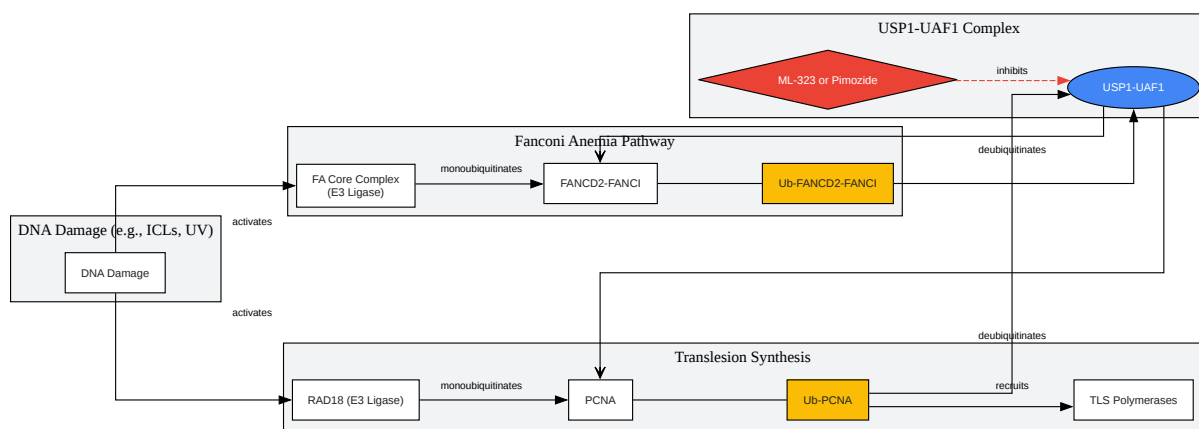 USP1-UAF1 Complex
ML-323 or Pimozide
inhibits
USP1-UAF1
Fanconi Anemia Pathway
FA Core Complex
(E3 Ligase)
monoubiquitinates
FANCD2-FANCI
Ub-FANCD2-FANCI
deubiquitinates
DNA Damage (e.g., ICLs, UV)
DNA Damage
activates
activates
Translesion Synthesis
RAD18 (E3 Ligase)
monoubiquitinates
PCNA
Ub-PCNA
deubiquitinates
recruits
TLS Polymerases